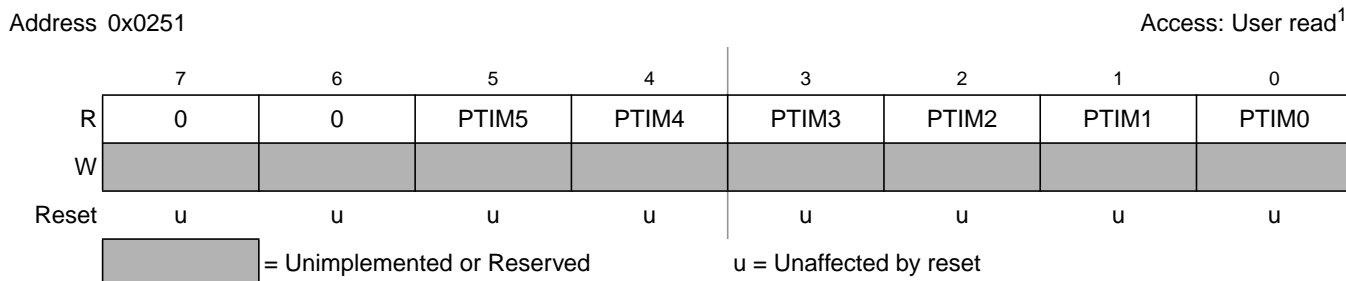 Address 0x0251 Access: User read1
7 6 5 4 3 2 1 0
R 0 0 PTIM5 PTIM4 PTIM3 PTIM2 PTIM1 PTIM0
W
Reset u u u u u u u u
= Unimplemented or Reserved u = Unaffected by reset